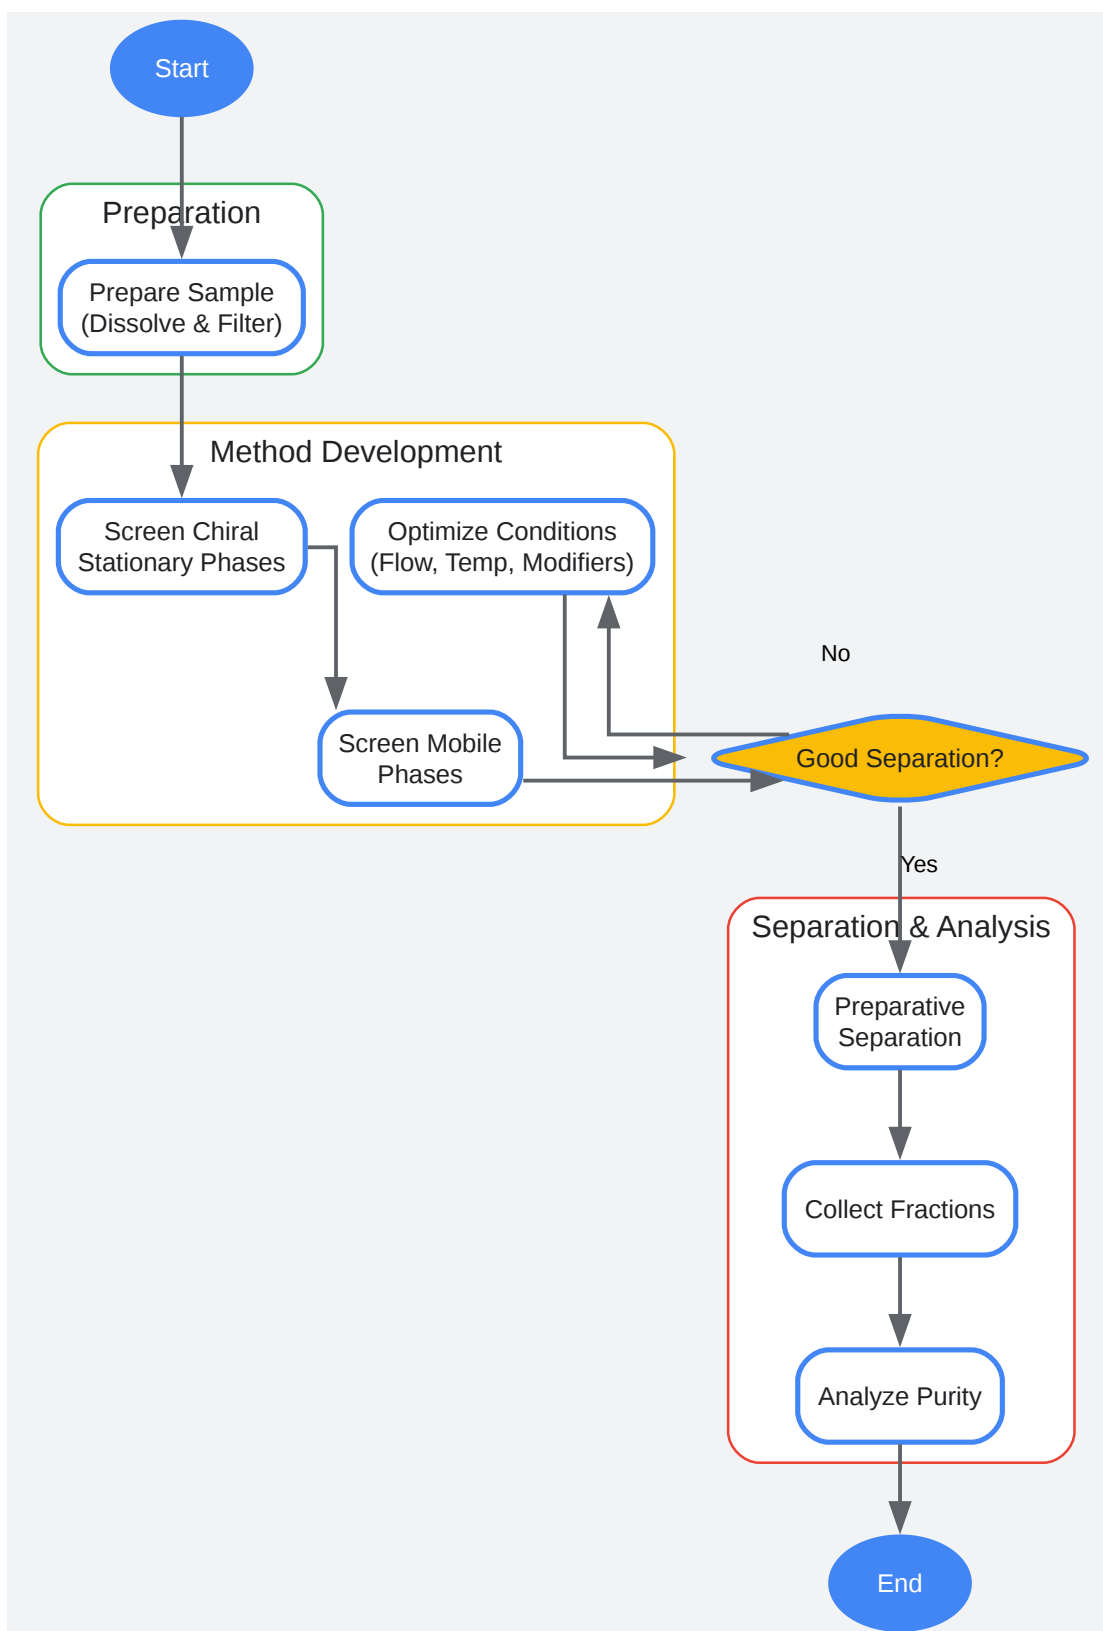 Start
Preparation
Prepare Sample
(Dissolve & Filter)
Method Development
Screen Chiral
Stationary Phases
Optimize Conditions
(Flow, Temp, Modifiers)
No
Screen Mobile
Phases
Good Separation?
Yes
Separation & Analysis
Preparative
Separation
Collect Fractions
Analyze Purity
End